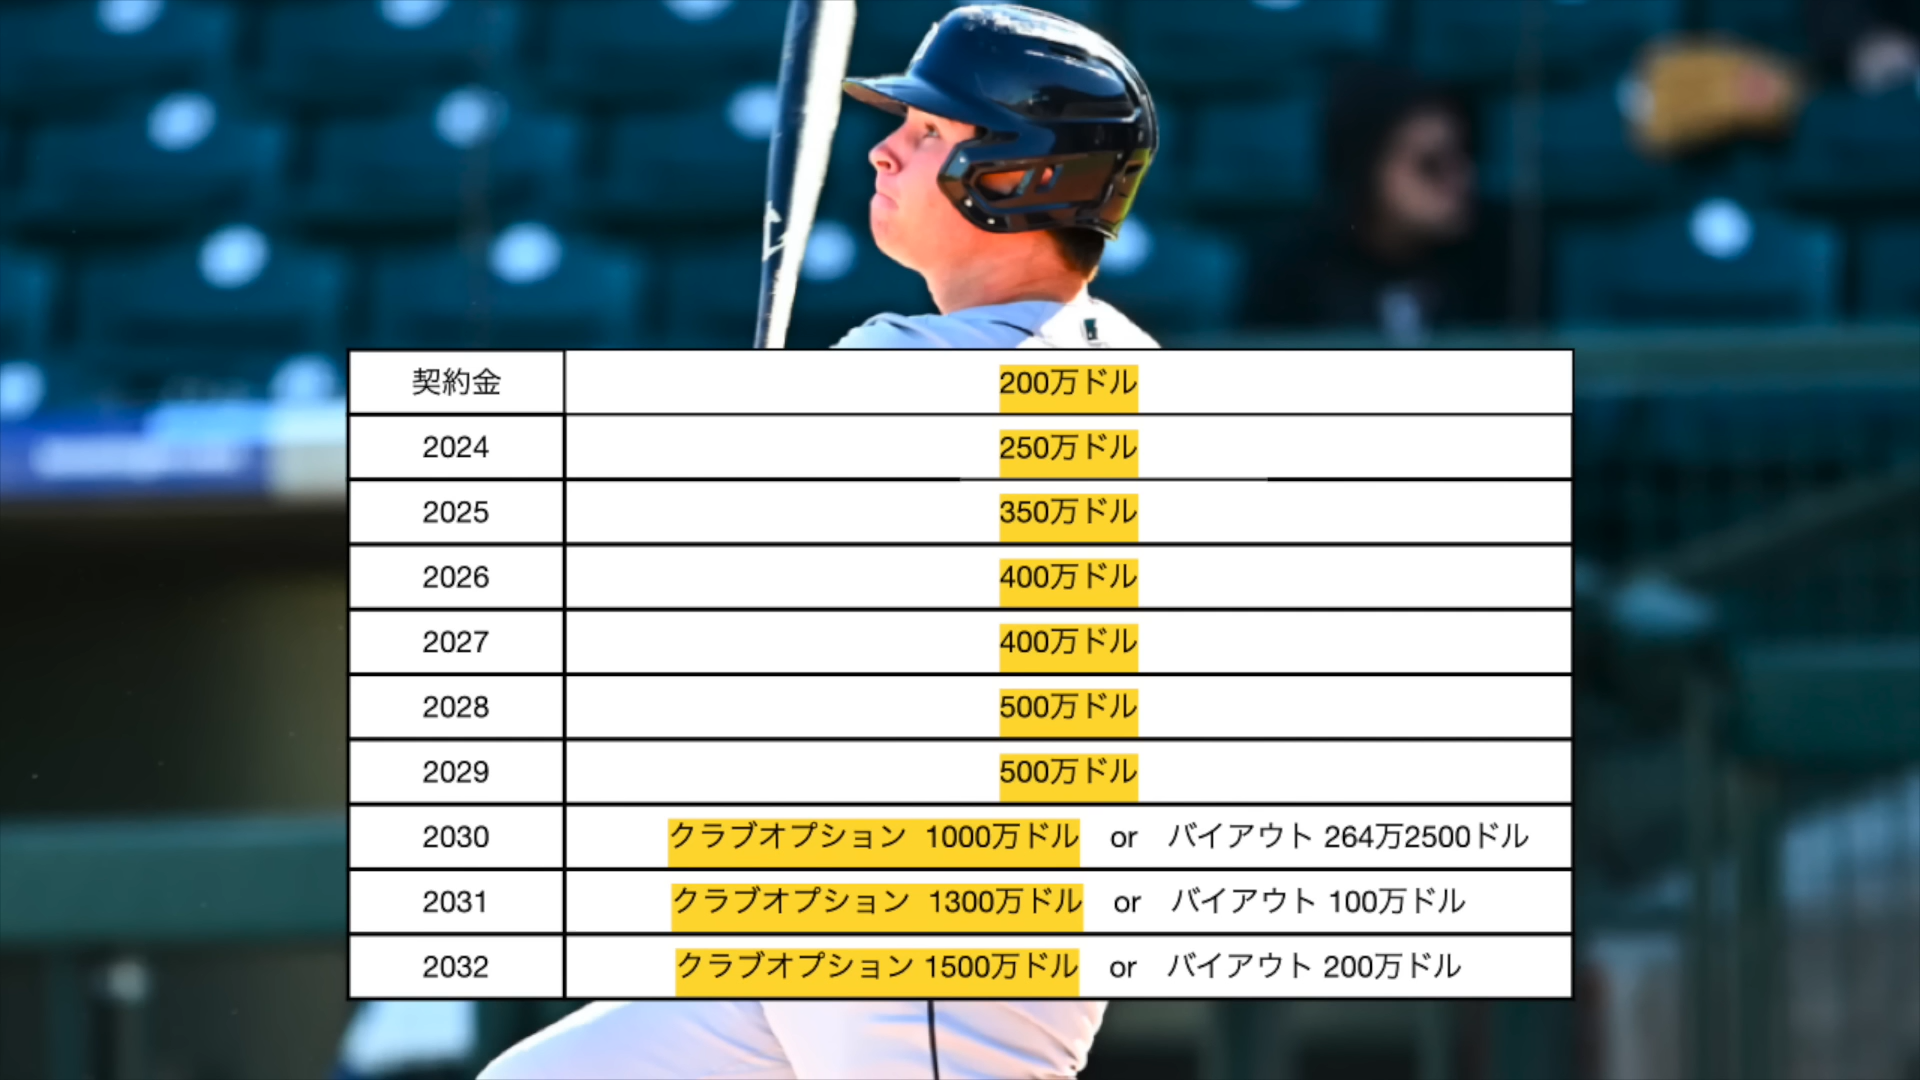 契約金 200万ドル
2024 250万ドル
2025 350万ドル
2026 400万ドル
2027 400万ドル
2028 500万ドル
2029 500万ドル
2030 クラブオプション 1000万ドル or バイアウト 264万2500ドル
2031 クラブオプション 1300万ドル or バイアウト 100万ドル
2032 クラブオプション 1500万ドル or バイアウト 200万ドル